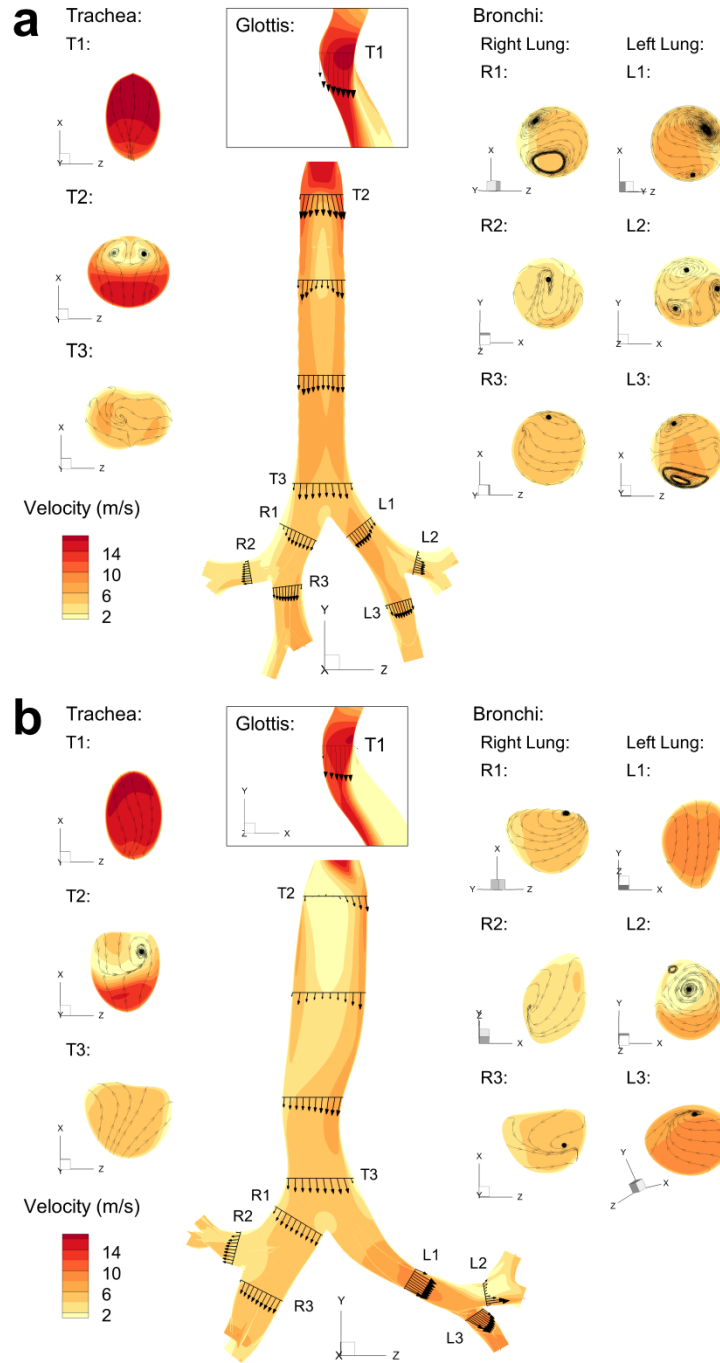 a
Trachea:
T1:
X
Y
Z
T2:
X
Y
Z
T3:
X
Y
Z
Velocity (m/s)
14
10
6
2
Glottis:
T1
T2
T3
R1
L1
R2
L2
R3
L3
Y
X
Z
Bronchi:
Right Lung:
Left Lung:
R1:
L1:
X
Y
Z
X
Y
Z
R2:
L2:
Y
Z
X
Y
Z
X
R3:
L3:
Y
Z
X
Y
Z
X
b
Trachea:
T1:
X
Y
Z
T2:
X
Y
Z
T3:
X
Y
Z
Velocity (m/s)
14
10
6
2
Glottis:
T1
Y
Z
X
T2
T3
R1
R2
L1
L2
R3
L3
Y
X
Z
Bronchi:
Right Lung:
Left Lung:
R1:
L1:
X
Y
Z
Y
Z
X
R2:
L2:
Y
Z
X
Y
Z
X
R3:
L3:
Y
Z
X
Y
X
Z